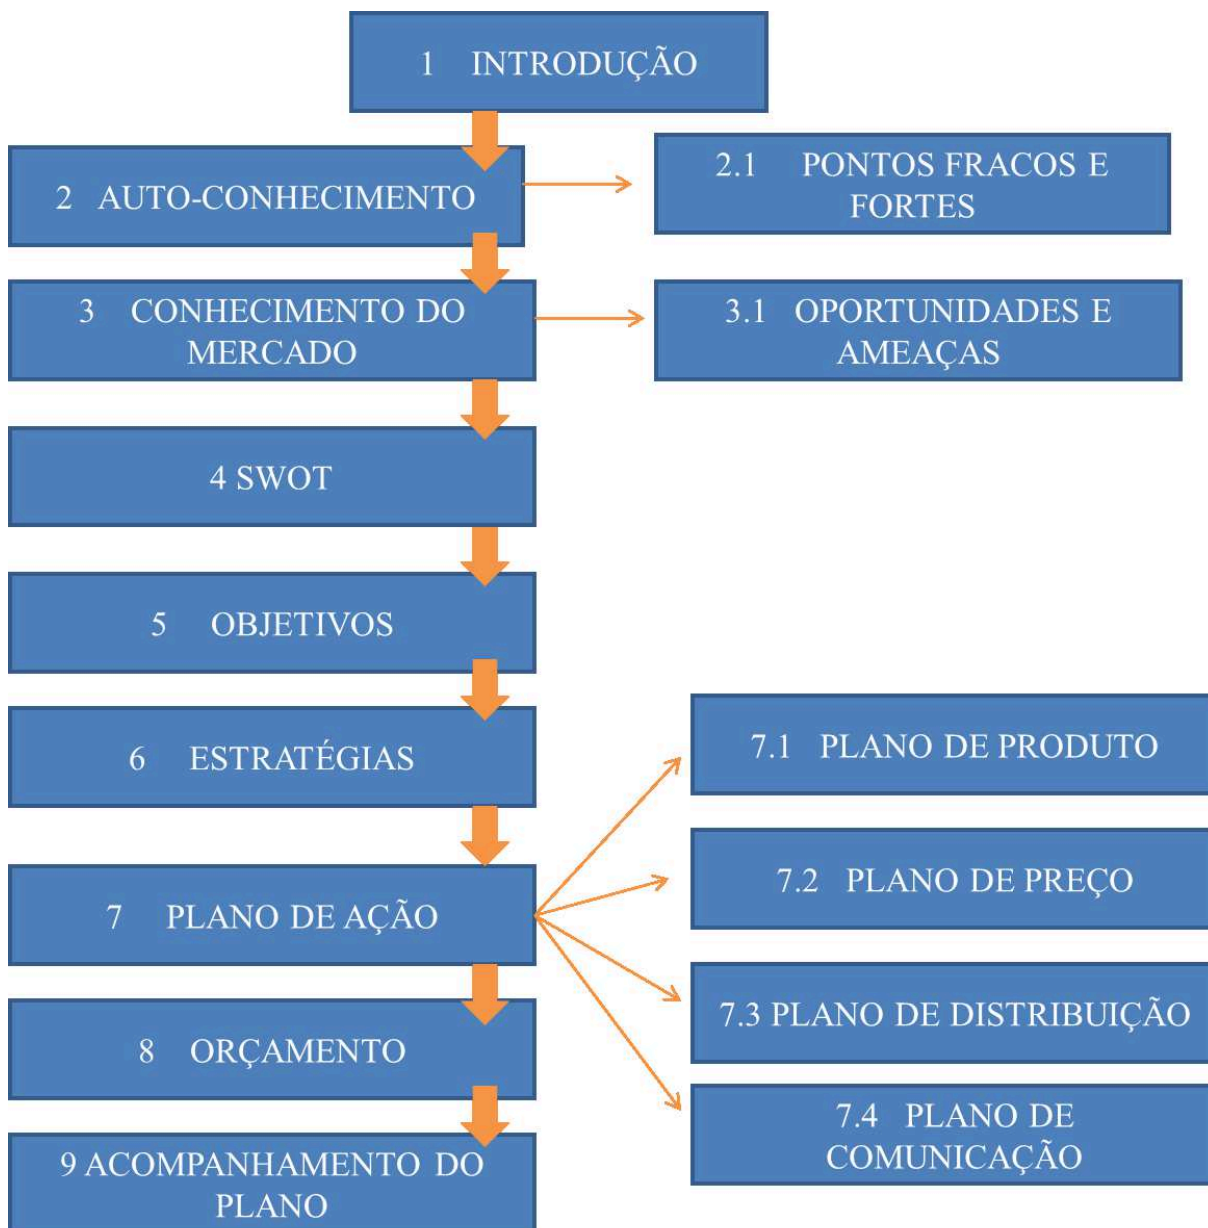 1 INTRODUÇÃO
2 AUTO-CONHECIMENTO
2.1 PONTOS FRACOS E
FORTES
3 CONHECIMENTO DO
MERCADO
3.1 OPORTUNIDADES E
AMEAÇAS
4 SWOT
5 OBJETIVOS
6 ESTRATÉGIAS
7 PLANO DE AÇÃO
7.1 PLANO DE PRODUTO
7.2 PLANO DE PREÇO
7.3 PLANO DE DISTRIBUIÇÃO
7.4 PLANO DE
COMUNICAÇÃO
8 ORÇAMENTO
9 ACOMPANHAMENTO DO
PLANO